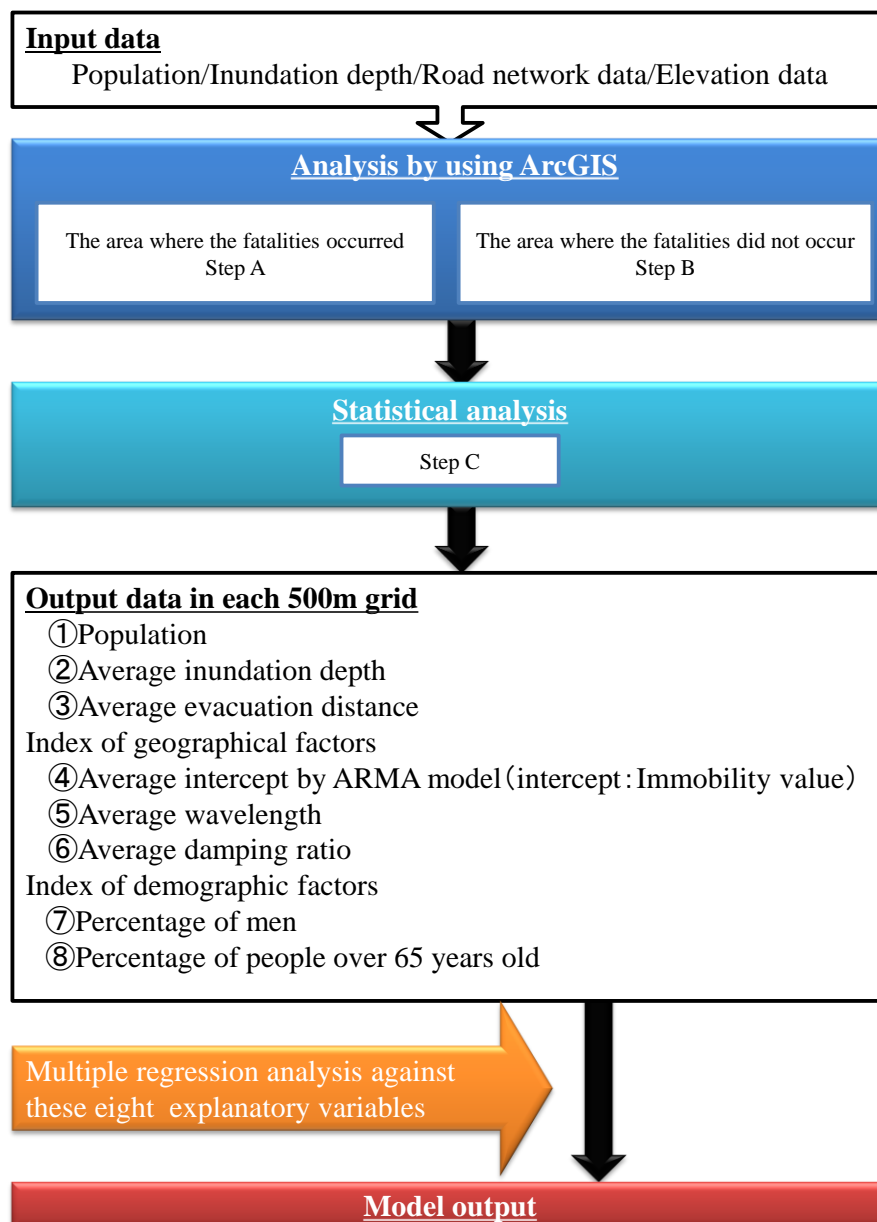 Input data
Population/Inundation depth/Road network data/Elevation data
Analysis by using ArcGIS
The area where the fatalities occurred
Step A
The area where the fatalities did not occur
Step B
Statistical analysis
Step C
Output data in each 500m grid
①Population
②Average inundation depth
③Average evacuation distance
Index of geographical factors
④Average intercept by ARMA model(intercept:Immobility value)
⑤Average wavelength
⑥Average damping ratio
Index of demographic factors
⑦Percentage of men
⑧Percentage of people over 65 years old
Multiple regression analysis against
these eight explanatory variables
Model output